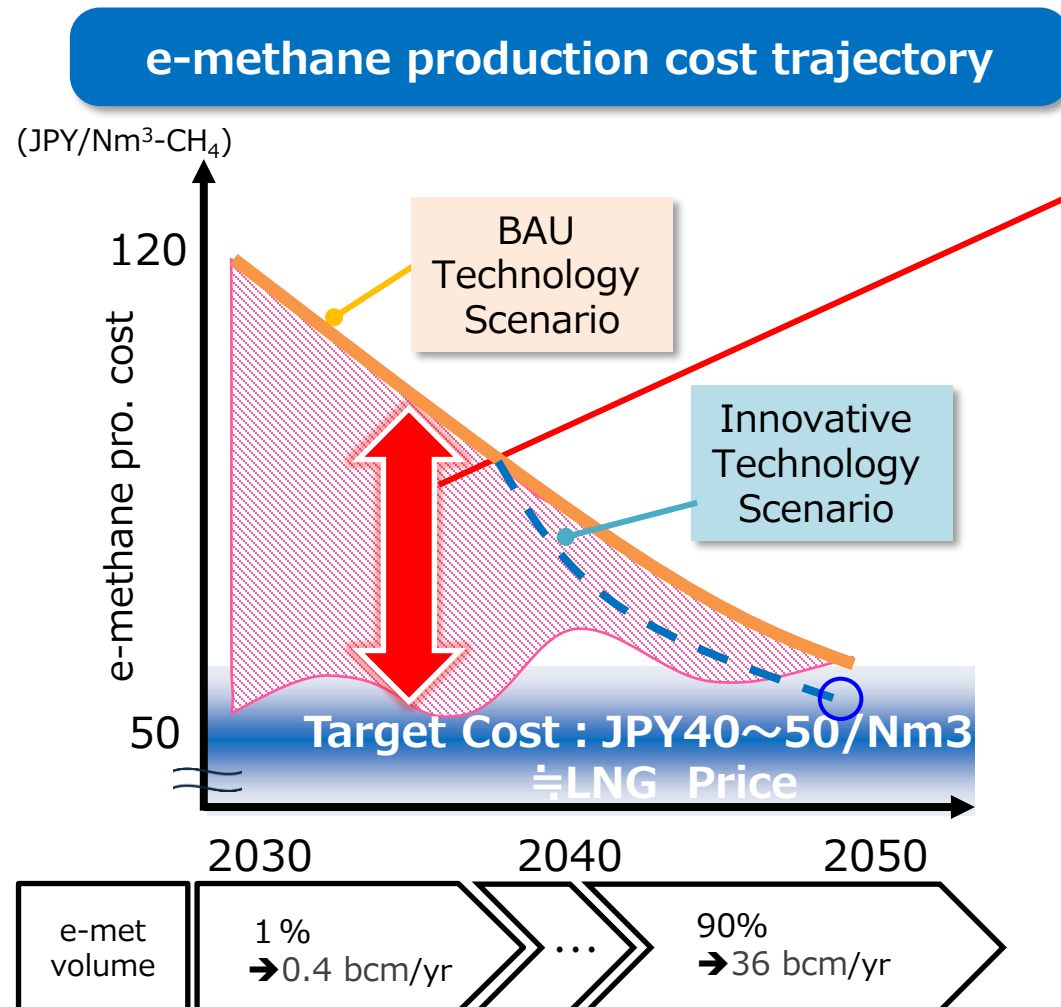 e-methane production cost trajectory
(JPY/Nm³-CH₄)
120
e-methane pro. cost
50
BAU
Technology
Scenario
Innovative
Technology
Scenario
Target Cost : JPY40～50/Nm3
≒LNG Price
2030
2040
2050
e-met
volume
1%
➔0.4 bcm/yr
…
90%
➔36 bcm/yr